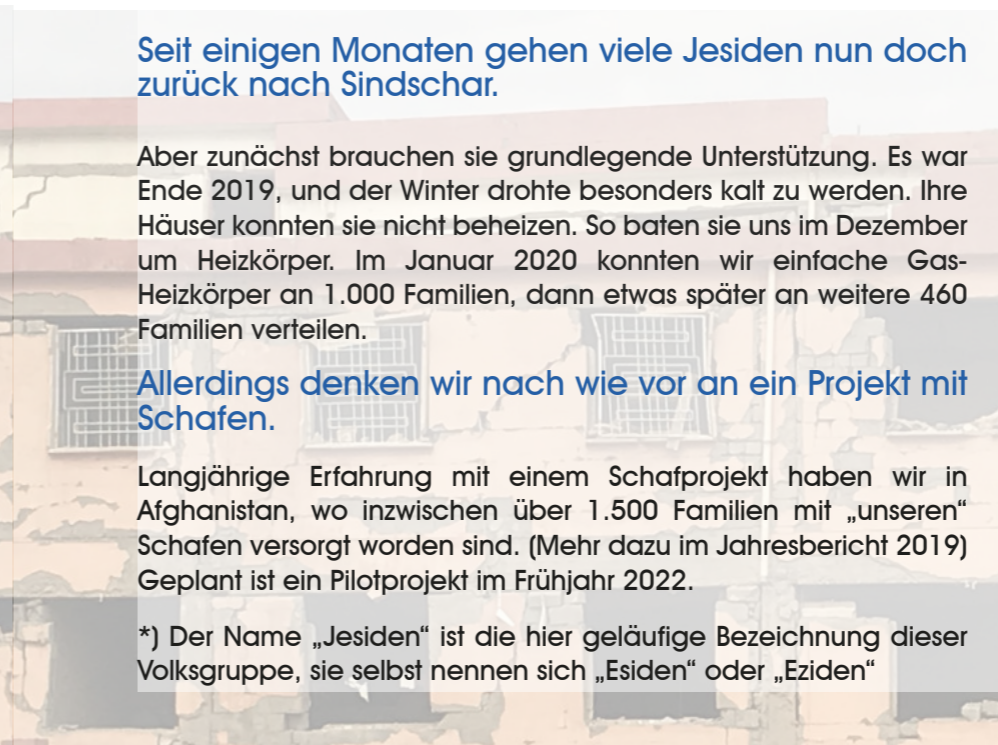 Seit einigen Monaten gehen viele Jesiden nun doch
zurück nach Sindschar.
Aber zunächst brauchen sie grundlegende Unterstützung. Es war
Ende 2019, und der Winter drohte besonders kalt zu werden. Ihre
Häuser konnten sie nicht beheizen. So baten sie uns im Dezember
um Heizkörper. Im Januar 2020 konnten wir einfache Gas-
Heizkörper an 1.000 Familien, dann etwas später an weitere 460
Familien verteilen.
Allerdings denken wir nach wie vor an ein Projekt mit
Schafen.
Langjährige Erfahrung mit einem Schafprojekt haben wir in
Afghanistan, wo inzwischen über 1.500 Familien mit „unseren“
Schafen versorgt worden sind. (Mehr dazu im Jahresbericht 2019)
Geplant ist ein Pilotprojekt im Frühjahr 2022.
*) Der Name „Jesiden“ ist die hier geläufige Bezeichnung dieser
Volksgruppe, sie selbst nennen sich „Esiden“ oder „Eziden“